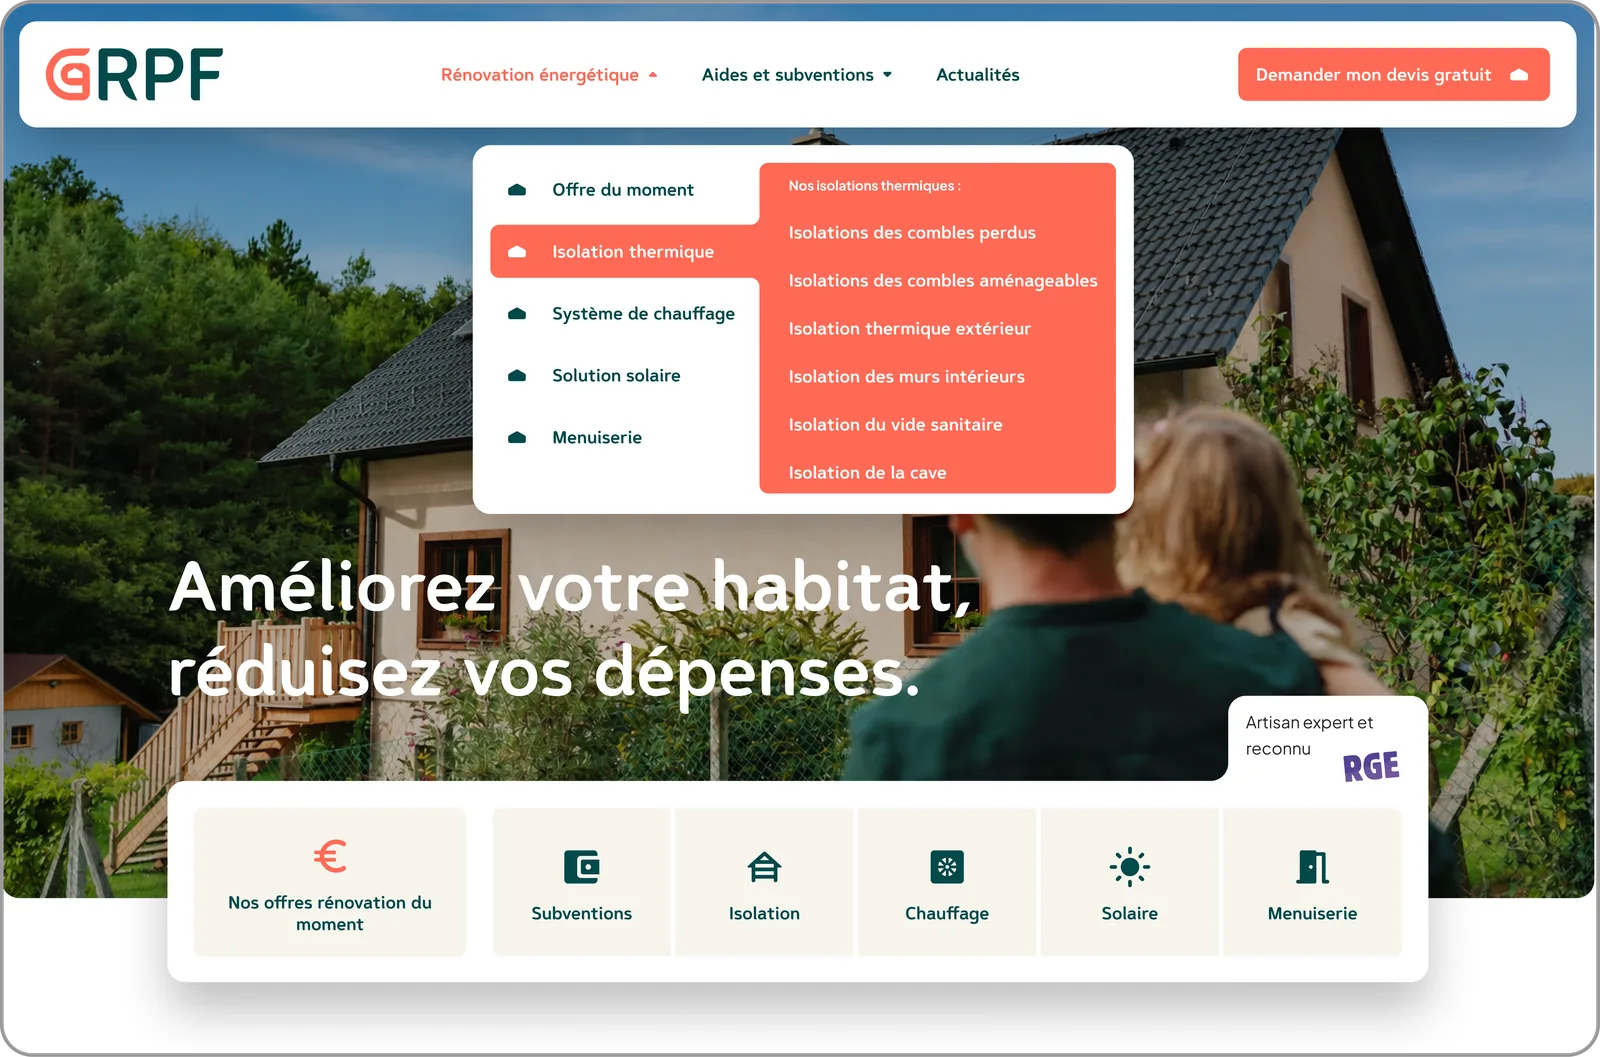 GRPF
Rénovation énergétique
Aides et subventions
Actualités
Demander mon devis gratuit
Offre du moment
Isolation thermique
Système de chauffage
Solution solaire
Menuiserie
Nos isolations thermiques :
Isolations des combles perdus
Isolations des combles aménageables
Isolation thermique extérieur
Isolation des murs intérieurs
Isolation du vide sanitaire
Isolation de la cave
Améliorez votre habitat,
réduisez vos dépenses.
Artisan expert et
reconnu
RGE
€
Nos offres rénovation du
moment
Subventions
Isolation
Chauffage
Solaire
Menuiserie